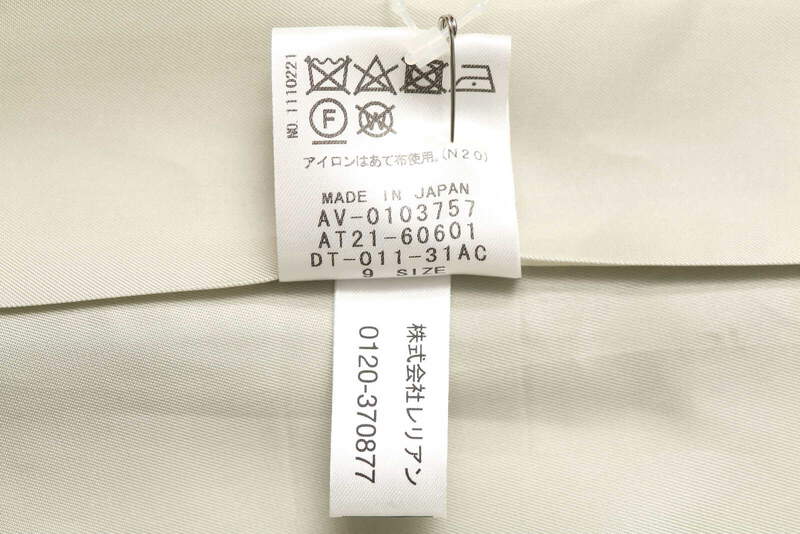 NO.1110221
F
W
アイロンはあて布使用。(N20)
MADE IN JAPAN
AV-0103757
AT21-60601
DT-011-31AC
9 SIZE
株式会社レリアン
0120-370877